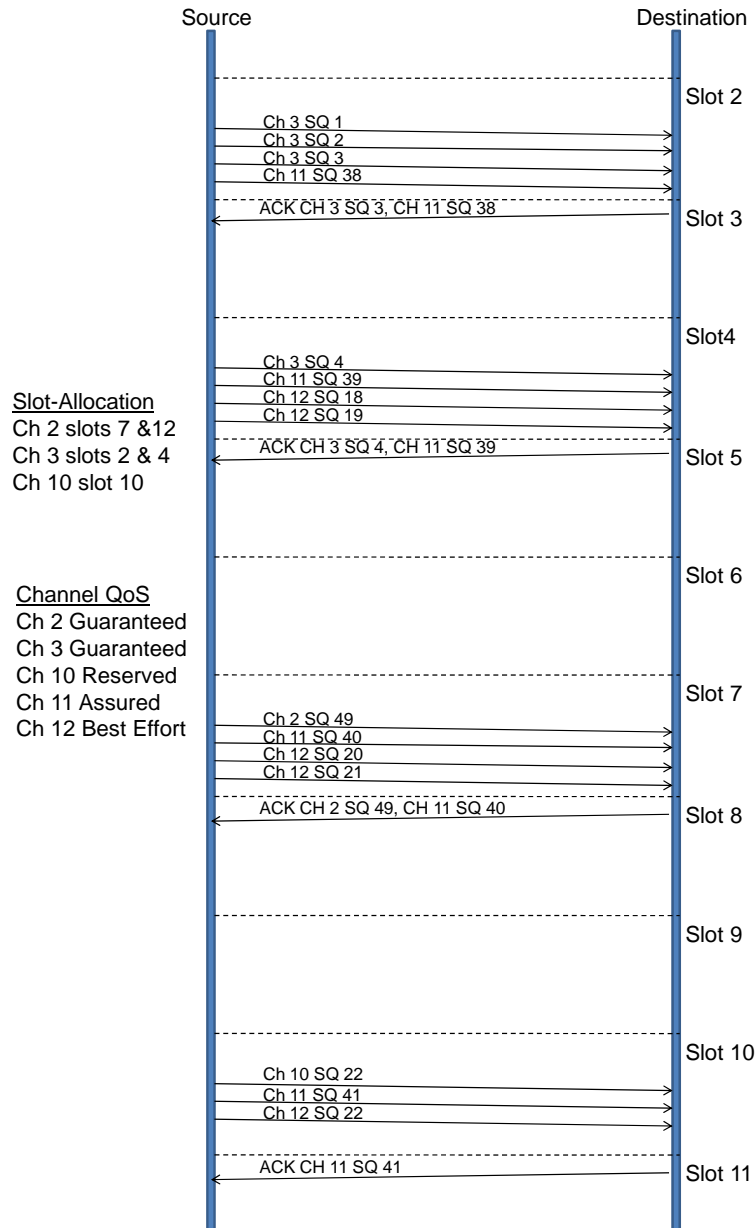 Source
Destination
Slot 2
Ch 3 SQ 1
Ch 3 SQ 2
Ch 3 SQ 3
Ch 11 SQ 38
ACK CH 3 SQ 3, CH 11 SQ 38
Slot 3
Slot4
Ch 3 SQ 4
Ch 11 SQ 39
Ch 12 SQ 18
Ch 12 SQ 19
ACK CH 3 SQ 4, CH 11 SQ 39
Slot 5
Slot-Allocation
Ch 2 slots 7 &12
Ch 3 slots 2 & 4
Ch 10 slot 10
Slot 6
Channel QoS
Ch 2 Guaranteed
Ch 3 Guaranteed
Ch 10 Reserved
Ch 11 Assured
Ch 12 Best Effort
Slot 7
Ch 2 SQ 49
Ch 11 SQ 40
Ch 12 SQ 20
Ch 12 SQ 21
ACK CH 2 SQ 49, CH 11 SQ 40
Slot 8
Slot 9
Slot 10
Ch 10 SQ 22
Ch 11 SQ 41
Ch 12 SQ 22
ACK CH 11 SQ 41
Slot 11